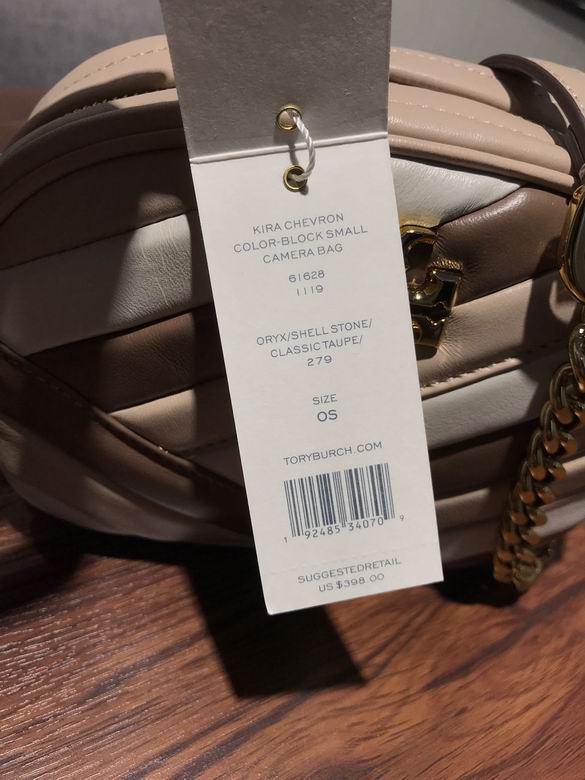 KIRA CHEVRON
COLOR-BLOCK SMALL
CAMERA BAG
61628
1119
ORYX/SHELL STONE/
CLASSIC TAUPE/
279
SIZE
OS
TORYBURCH.COM
1 92485 34070 9
SUGGESTEDRETAIL
US $398.00